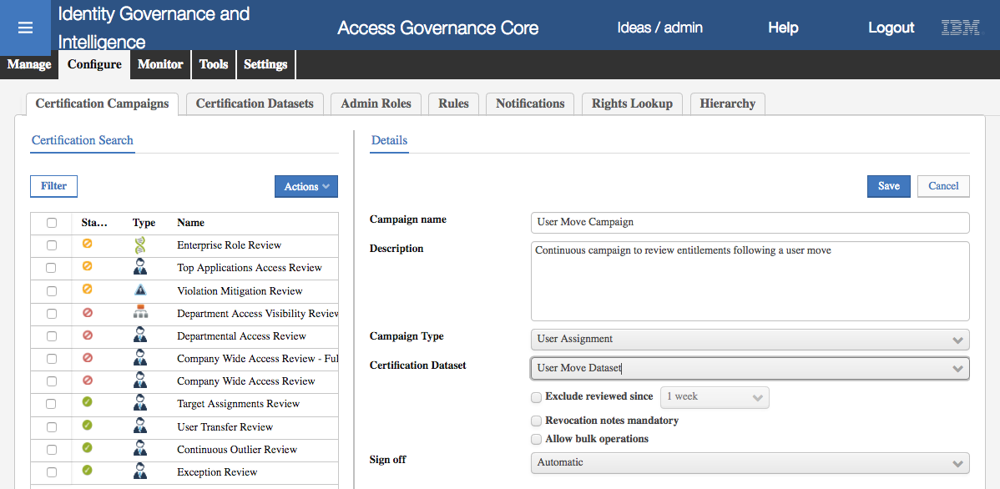 Identity Governance and
Intelligence
Access Governance Core
Ideas / admin
Help
Logout
IBM
Manage
Configure
Monitor
Tools
Settings
Certification Campaigns
Certification Datasets
Admin Roles
Rules
Notifications
Rights Lookup
Hierarchy
Certification Search
Filter
Actions
Sta…
Type
Name
Enterprise Role Review
Top Applications Access Review
Violation Mitigation Review
Department Access Visibility Review
Departmental Access Review
Company Wide Access Review - Ful
Company Wide Access Review
Target Assignments Review
User Transfer Review
Continuous Outlier Review
Exception Review
Details
Save
Cancel
Campaign name
User Move Campaign
Description
Continuous campaign to review entitlements following a user move
Campaign Type
User Assignment
Certification Dataset
User Move Dataset
Exclude reviewed since
1 week
Revocation notes mandatory
Allow bulk operations
Sign off
Automatic